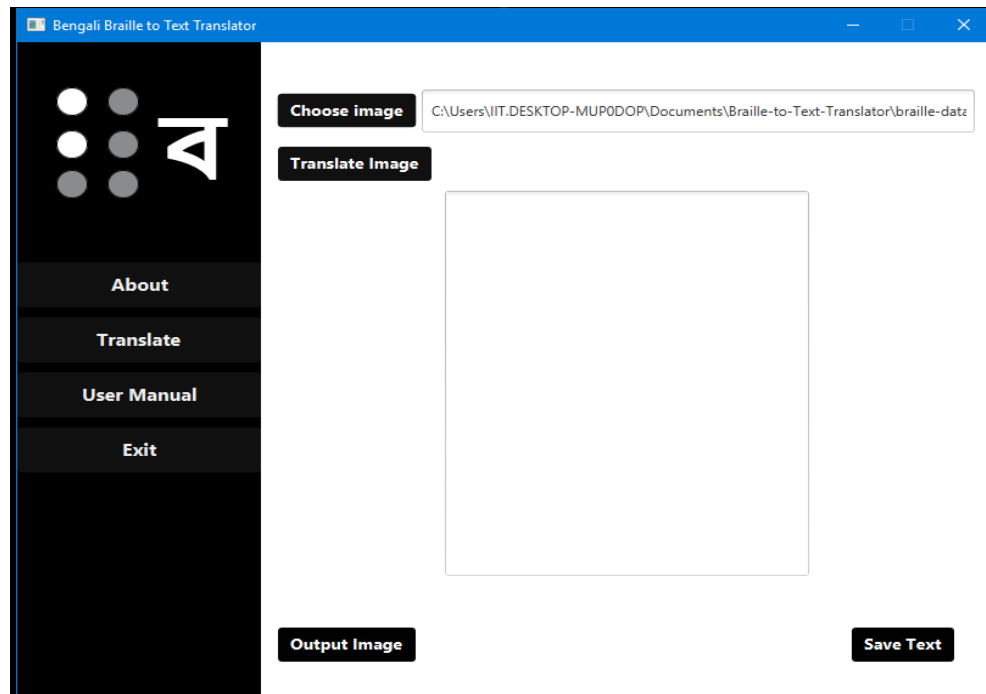 Bengali Braille to Text Translator
ব
Choose image
C:\Users\IIT.DESKTOP-MUP0DOP\Documents\Braille-to-Text-Translator\braille-data
Translate Image
About
Translate
User Manual
Exit
Output Image
Save Text